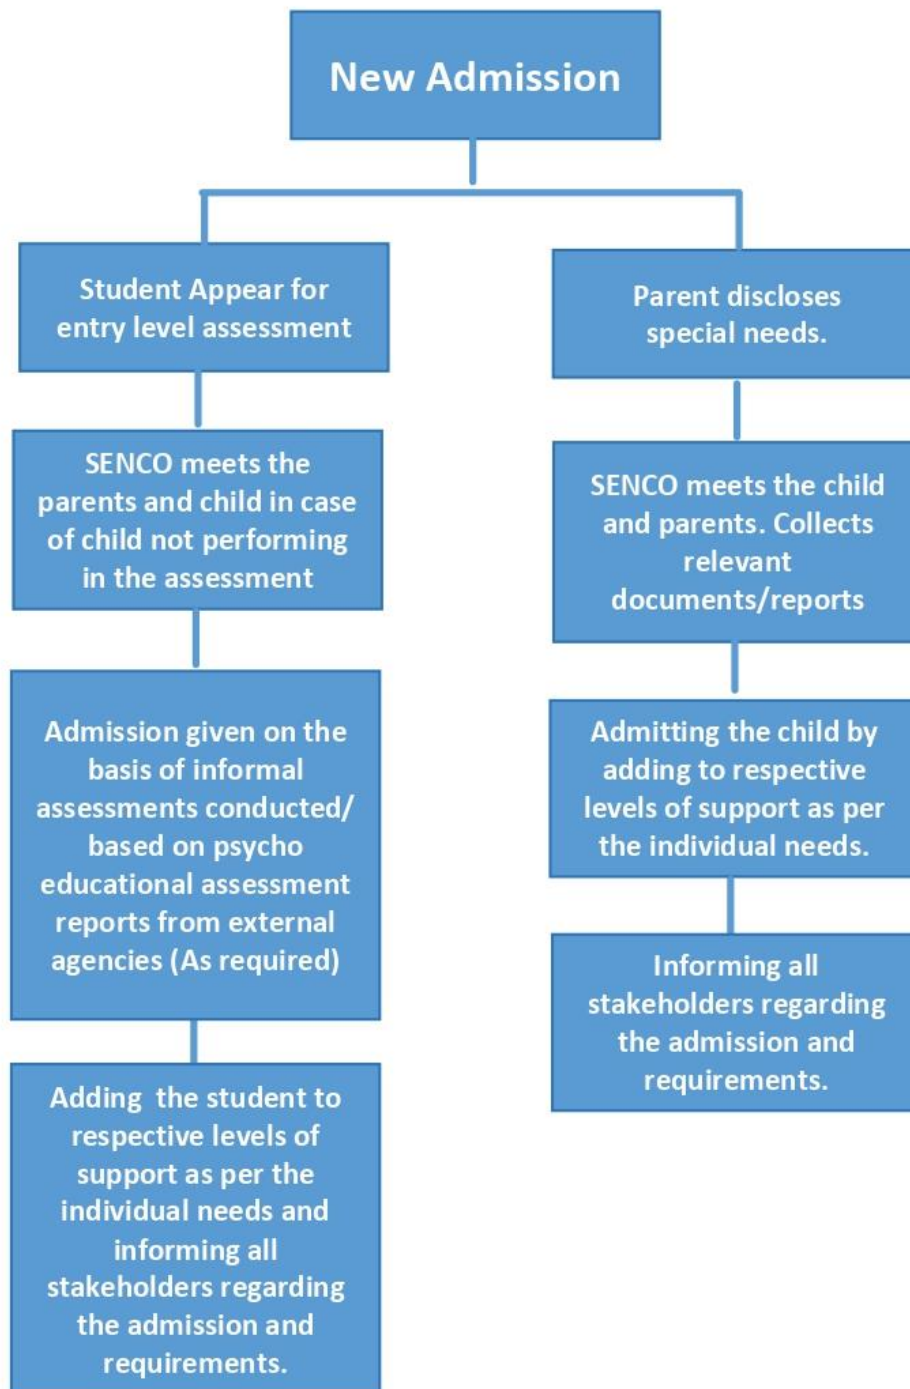 New Admission
Student Appear for
entry level assessment
SENCO meets the
parents and child in case
of child not performing
in the assessment
Admission given on the
basis of informal
assessments conducted/
based on psycho
educational assessment
reports from external
agencies (As required)
Adding the student to
respective levels of
support as per the
individual needs and
informing all
stakeholders regarding
the admission and
requirements.
Parent discloses
special needs.
SENCO meets the child
and parents. Collects
relevant
documents/reports
Admitting the child by
adding to respective
levels of support as per
the individual needs.
Informing all
stakeholders regarding
the admission and
requirements.